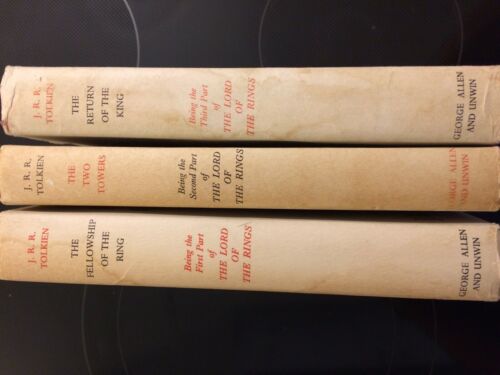 J. R. R.
TOLKIEN
THE
RETURN
OF THE
KING
Being the
Third Part
of
THE LORD
OF
THE RINGS
GEORGE ALLEN
AND UNWIN
J. R. R.
TOLKIEN
THE
TWO
TOWERS
Being the
Second Part
of
THE LORD
OF
THE RINGS
GEORGE ALLEN
AND UNWIN
J. R. R.
TOLKIEN
THE
FELLOWSHIP
OF THE
RING
Being the
First Part
of
THE LORD
OF
THE RINGS
GEORGE ALLEN
AND UNWIN